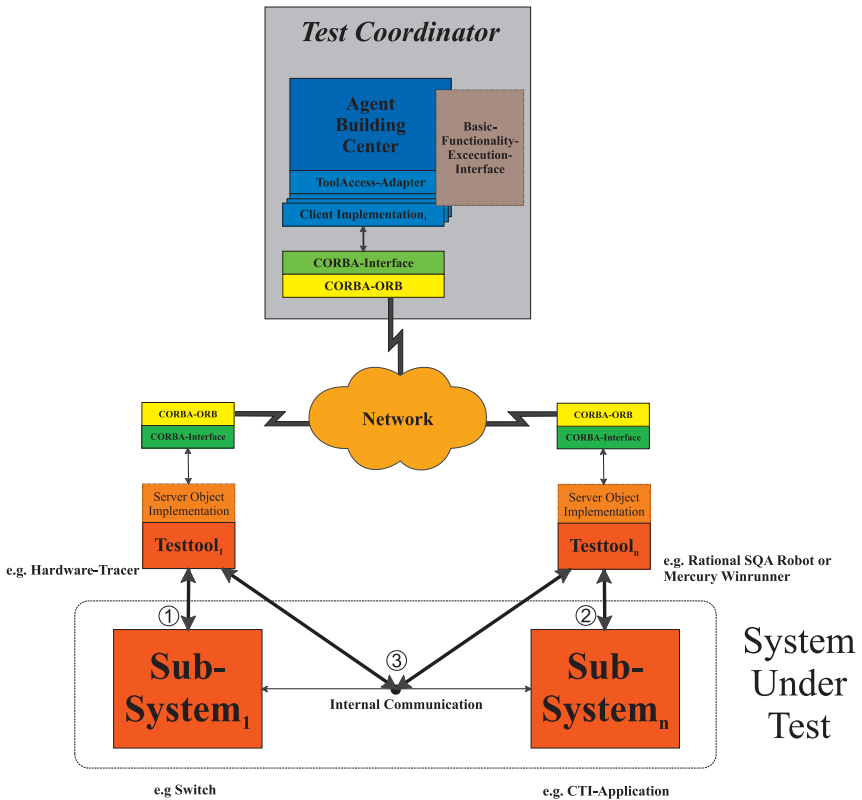 Test Coordinator
Agent
Building
Center
Basic-
Functionality-
Excecution-
Interface
ToolAccess-Adapter
Client Implementation1
CORBA-Interface
CORBA-ORB
Network
CORBA-ORB
CORBA-Interface
Server Object
Implementation
Testtool1
e.g. Hardware-Tracer
CORBA-ORB
CORBA-Interface
Server Object
Implementation
Testtooln
e.g. Rational SQA Robot or
Mercury Winrunner
1
2
3
Sub-
System1
Internal Communication
Sub-
Systemn
System
Under
Test
e.g Switch
e.g. CTI-Application